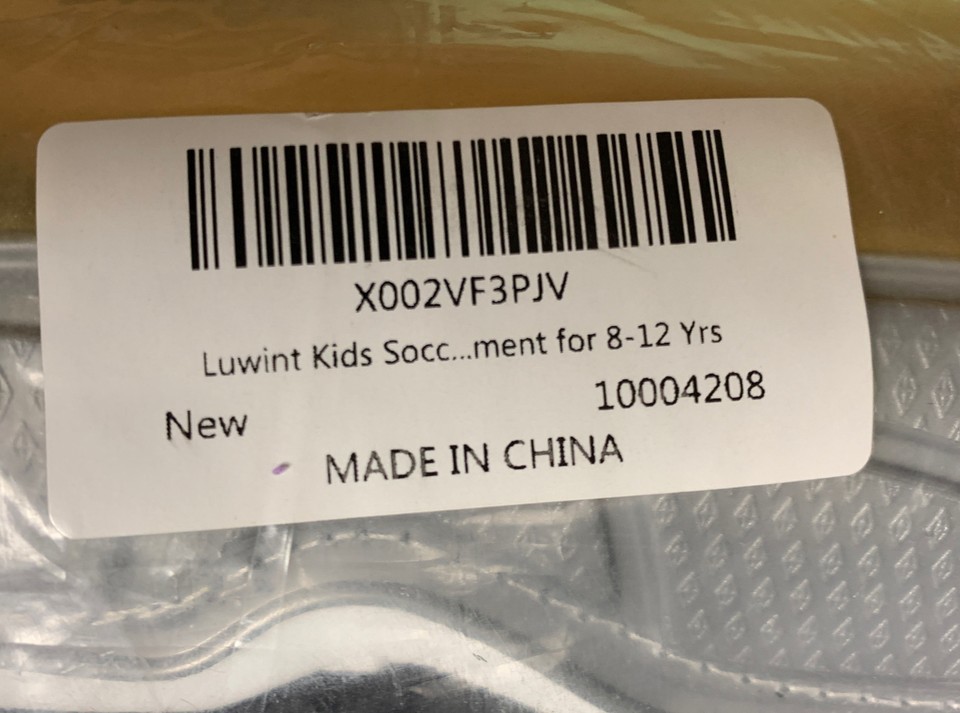 X002VF3PJV
Luwint Kids Socc...ment for 8-12 Yrs
New 10004208
MADE IN CHINA